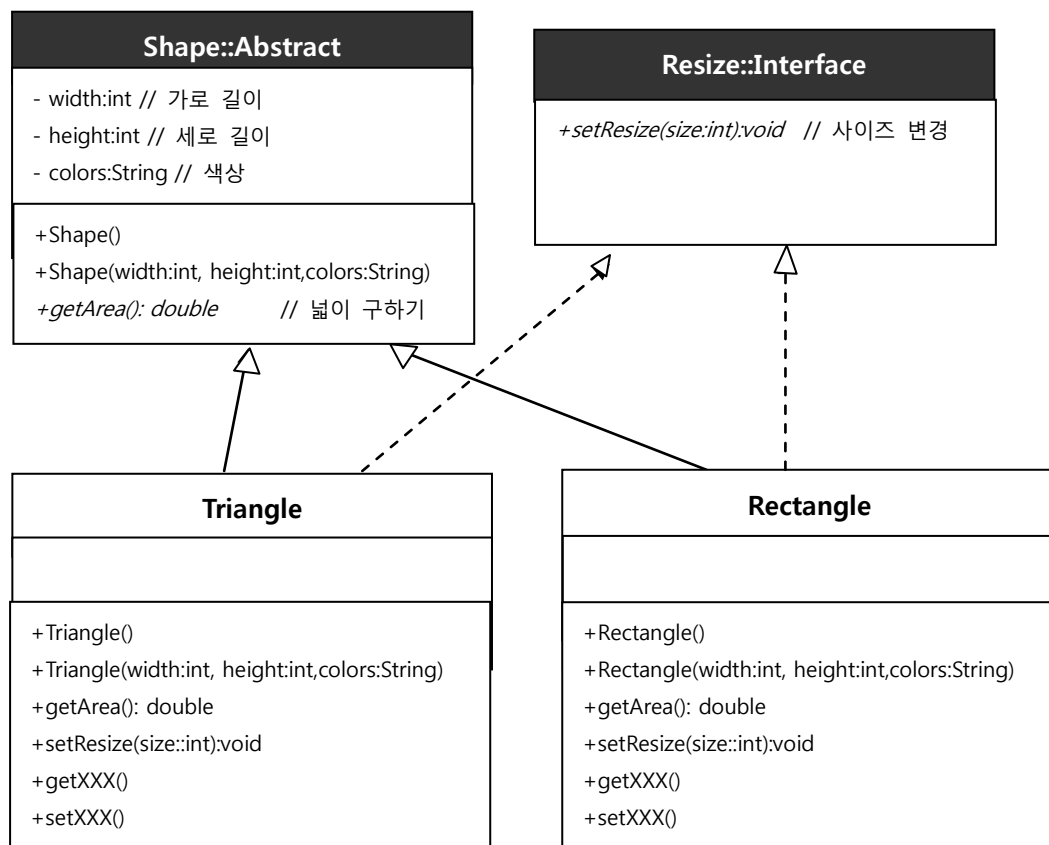 Shape::Abstract
- width:int // 가로 길이
- height:int // 세로 길이
- colors:String // 색상
+Shape()
+Shape(width:int, height:int,colors:String)
+getArea(): double // 넓이 구하기
Resize::Interface
+setResize(size:int):void // 사이즈 변경
Triangle
+Triangle()
+Triangle(width:int, height:int,colors:String)
+getArea(): double
+setResize(size::int):void
+getXXX()
+setXXX()
Rectangle
+Rectangle()
+Rectangle(width:int, height:int,colors:String)
+getArea(): double
+setResize(size::int):void
+getXXX()
+setXXX()